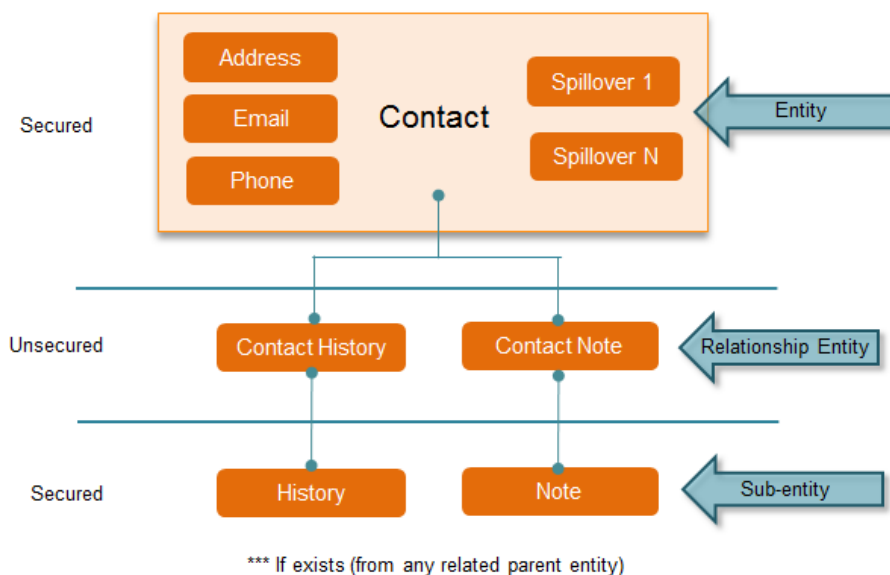 Address
Spillover 1
Entity
Secured
Email
Contact
Phone
Spillover N
Unsecured
Contact History
Contact Note
Relationship Entity
Secured
History
Note
Sub-entity
*** If exists (from any related parent entity)